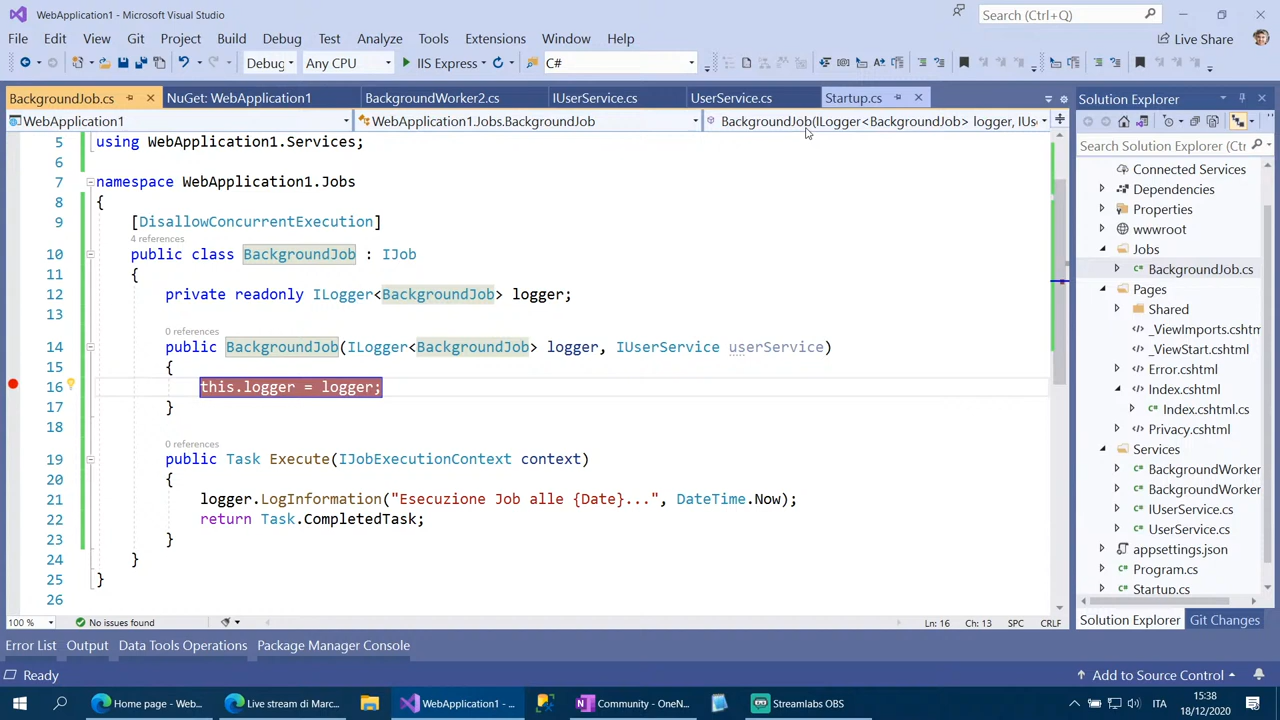 WebApplication1 - Microsoft Visual Studio
Search (Ctrl+Q)
File Edit View Git Project Build Debug Test Analyze Tools Extensions Window Help
Live Share
Debug Any CPU IIS Express C#
BackgroundJob.cs NuGet: WebApplication1 BackgroundWorker2.cs IUserService.cs UserService.cs Startup.cs
WebApplication1 WebApplication1.Jobs.BackgroundJob BackgroundJob(ILogger<BackgroundJob> logger, IUse
5 using WebApplication1.Services;
6
7 namespace WebApplication1.Jobs
8 {
9 [DisallowConcurrentExecution]
4 references
10 public class BackgroundJob : IJob
11 {
12 private readonly ILogger<BackgroundJob> logger;
13
0 references
14 public BackgroundJob(ILogger<BackgroundJob> logger, IUserService userService)
15 {
16 this.logger = logger;
17 }
18
0 references
19 public Task Execute(IJobExecutionContext context)
20 {
21 logger.LogInformation("Esecuzione Job alle {Date}...", DateTime.Now);
22 return Task.CompletedTask;
23 }
24 }
25 }
26
100 % No issues found Ln: 16 Ch: 13 SPC CRLF
Solution Explorer
Search Solution Explorer (Ctrl
Connected Services
Dependencies
Properties
wwwroot
Jobs
BackgroundJob.cs
Pages
Shared
_ViewImports.cshtm
_ViewStart.cshtml
Error.cshtml
Index.cshtml
Index.cshtml.cs
Privacy.cshtml
Services
BackgroundWorker
BackgroundWorker
IUserService.cs
UserService.cs
appsettings.json
Program.cs
Startup.cs
Solution Explorer Git Changes
Error List Output Data Tools Operations Package Manager Console
Ready Add to Source Control
Home page - Web... Live stream di Marc... WebApplication1 - ... Community - OneN... Streamlabs OBS ITA 15:38
18/12/2020